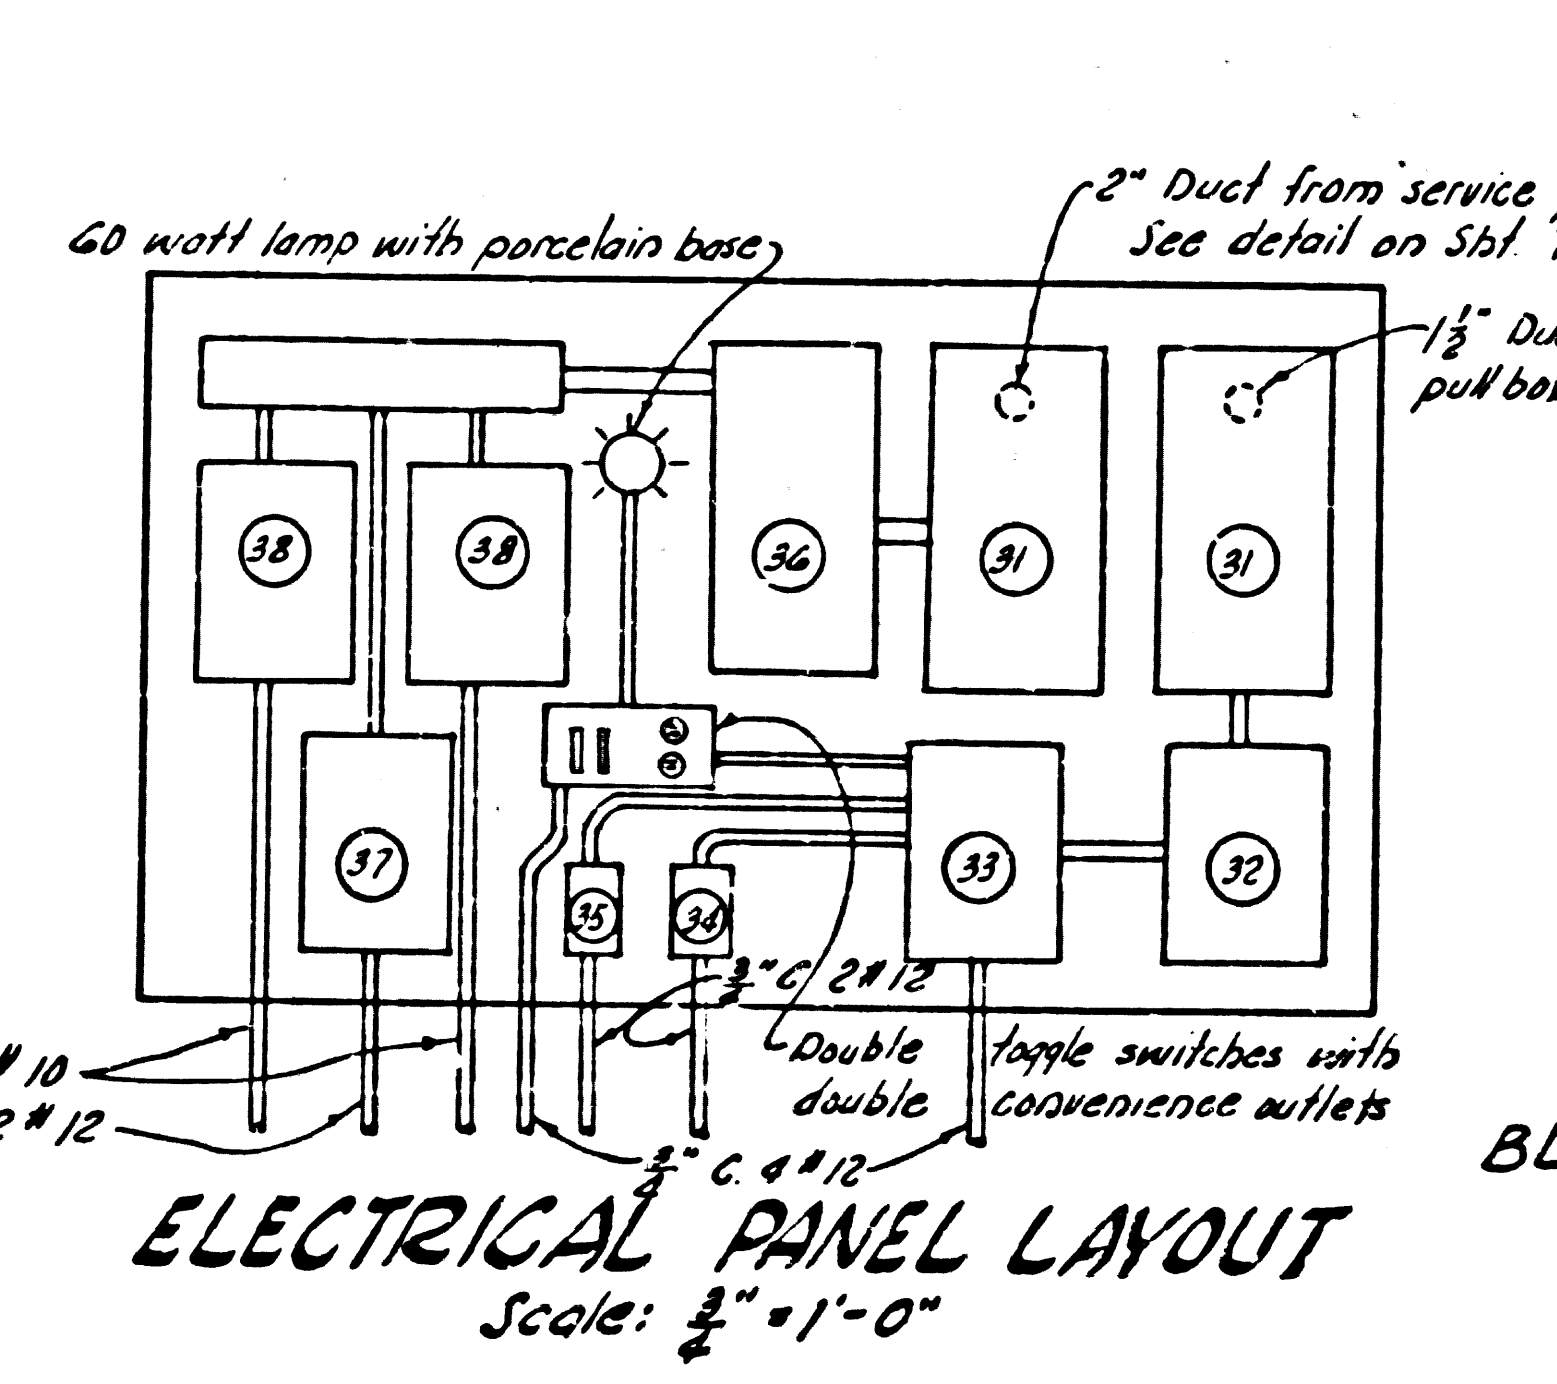 2" Duct from service
See detail on Sht.
60 watt lamp with porcelain base
1½" Du
pull box
38
38
36
31
31
37
35
34
33
32
¾" C. 2 # 12
# 10
2 # 12
Double toggle switches with
double convenience outlets
¾" C. 4 # 12
BL
ELECTRICAL PANEL LAYOUT
Scale: ¾" = 1'-0"